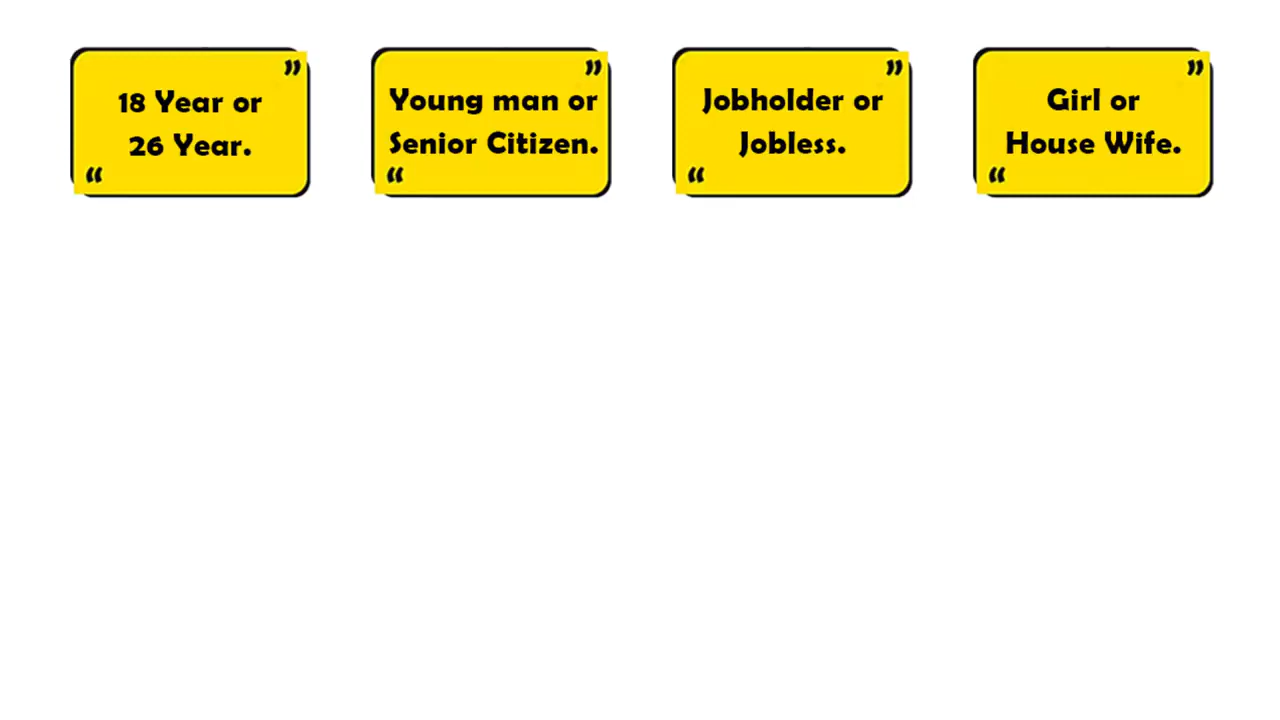 18 Year or
26 Year.
Young man or
Senior Citizen.
Jobholder or
Jobless.
Girl or
House Wife.